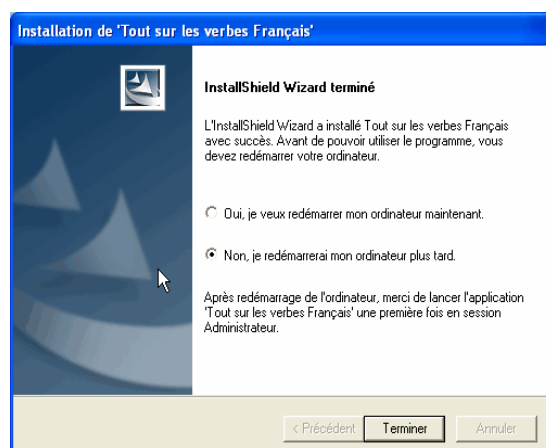 Installation de 'Tout sur les verbes Français'
InstallShield Wizard terminé
L'InstallShield Wizard a installé Tout sur les verbes Français
avec succès. Avant de pouvoir utiliser le programme, vous
devez redémarrer votre ordinateur.
Oui, je veux redémarrer mon ordinateur maintenant.
Non, je redémarrerai mon ordinateur plus tard.
Après redémarrage de l'ordinateur, merci de lancer l'application
'Tout sur les verbes Français' une première fois en session
Administrateur.
< Précédent Terminer Annuler